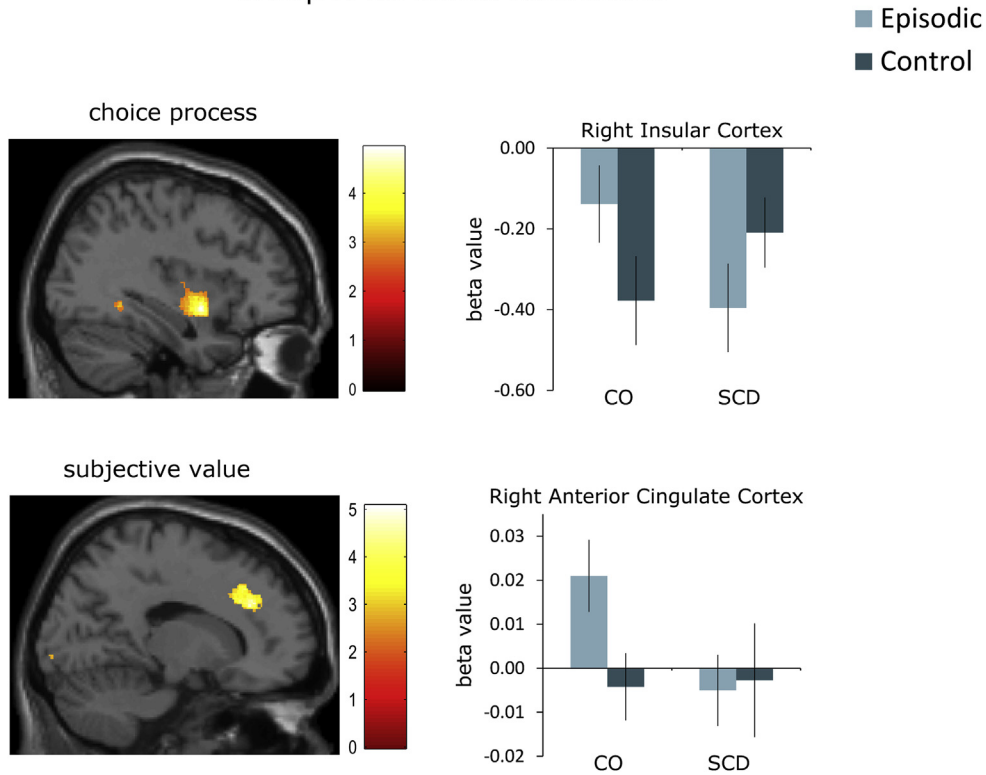 Episodic
Control
choice process
4
3
2
1
0
Right Insular Cortex
0.00
-0.20
-0.40
-0.60
beta value
CO SCD
subjective value
5
4
3
2
1
0
Right Anterior Cingulate Cortex
0.03
0.02
0.01
0.00
-0.01
-0.02
beta value
CO SCD